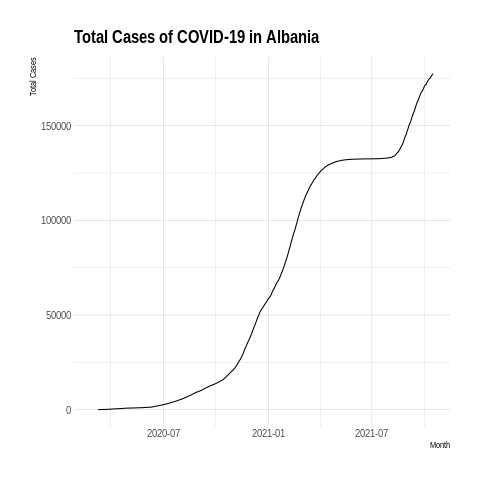 Total Cases of COVID-19 in Albania
Total Cases
150000
100000
50000
0
2020-07
2021-01
2021-07
Month